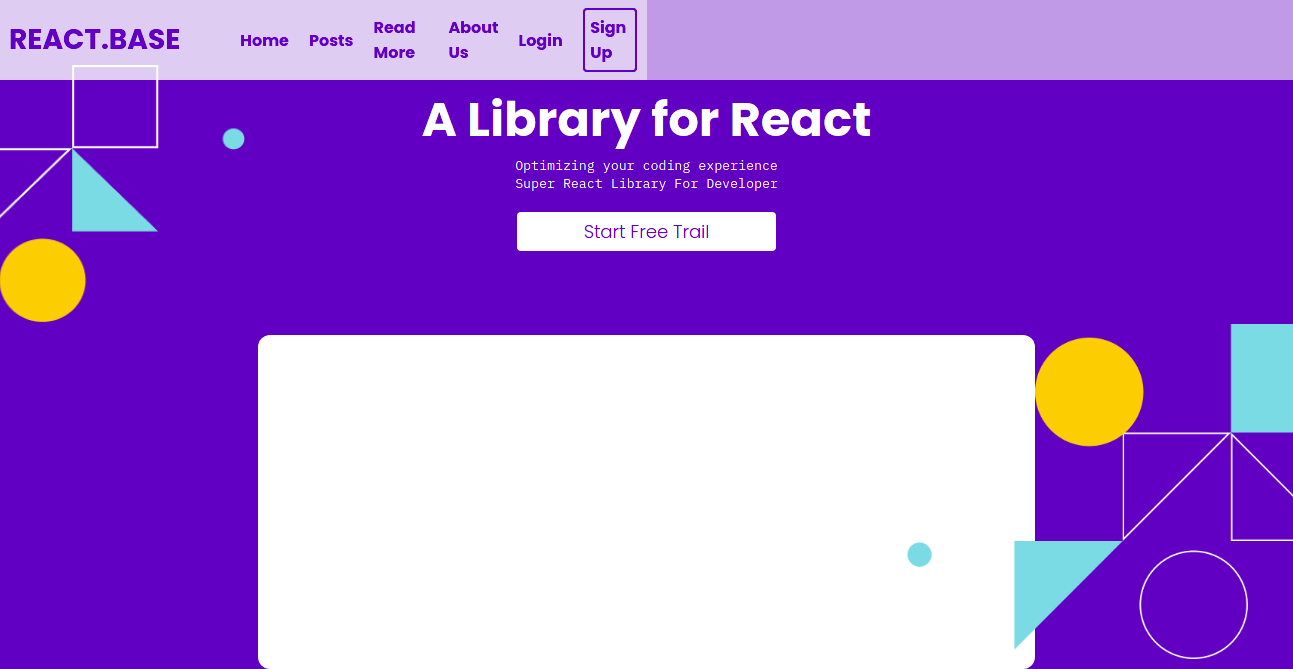 REACT.BASE
Home
Posts
Read
More
About
Us
Login
Sign
Up
A Library for React
Optimizing your coding experience
Super React Library For Developer
Start Free Trail